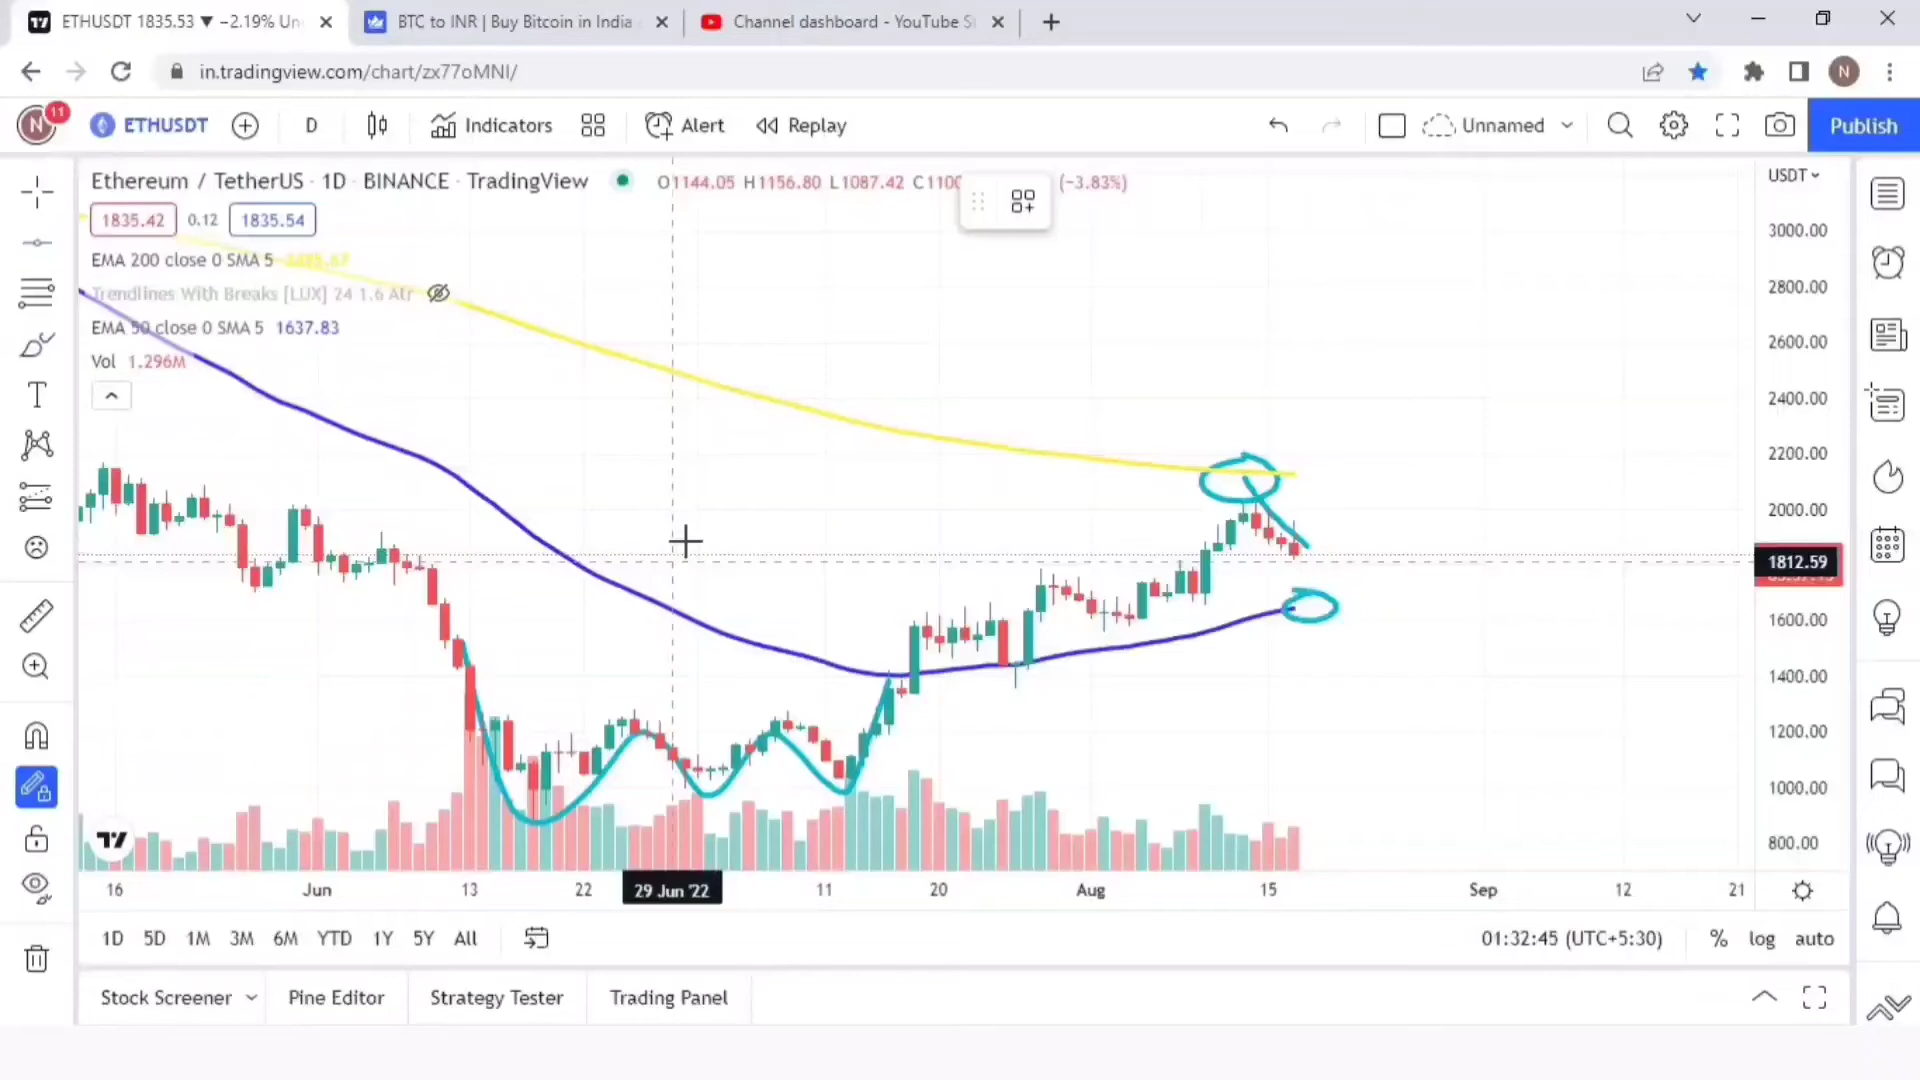 ETHUSDT 1835.53 ▼ −2.19% Un
BTC to INR | Buy Bitcoin in India
Channel dashboard - YouTube S
in.tradingview.com/chart/zx77oMNI/
N
N
11
ETHUSDT
D
Indicators
Alert
Replay
Unnamed
Publish
Ethereum / TetherUS · 1D · BINANCE · TradingView
O1144.05 H1156.80 L1087.42 C1100
(−3.83%)
USDT
1835.42
0.12
1835.54
EMA 200 close 0 SMA 5
Trendlines With Breaks [LUX] 24 1.6 Atr
EMA 50 close 0 SMA 5 1637.83
Vol 1.296M
3000.00
2800.00
2600.00
2400.00
2200.00
2000.00
1812.59
1600.00
1400.00
1200.00
1000.00
800.00
16
Jun
13
22
29 Jun '22
11
20
Aug
15
Sep
12
21
1D 5D 1M 3M 6M YTD 1Y 5Y All
01:32:45 (UTC+5:30)
% log auto
Stock Screener
Pine Editor
Strategy Tester
Trading Panel